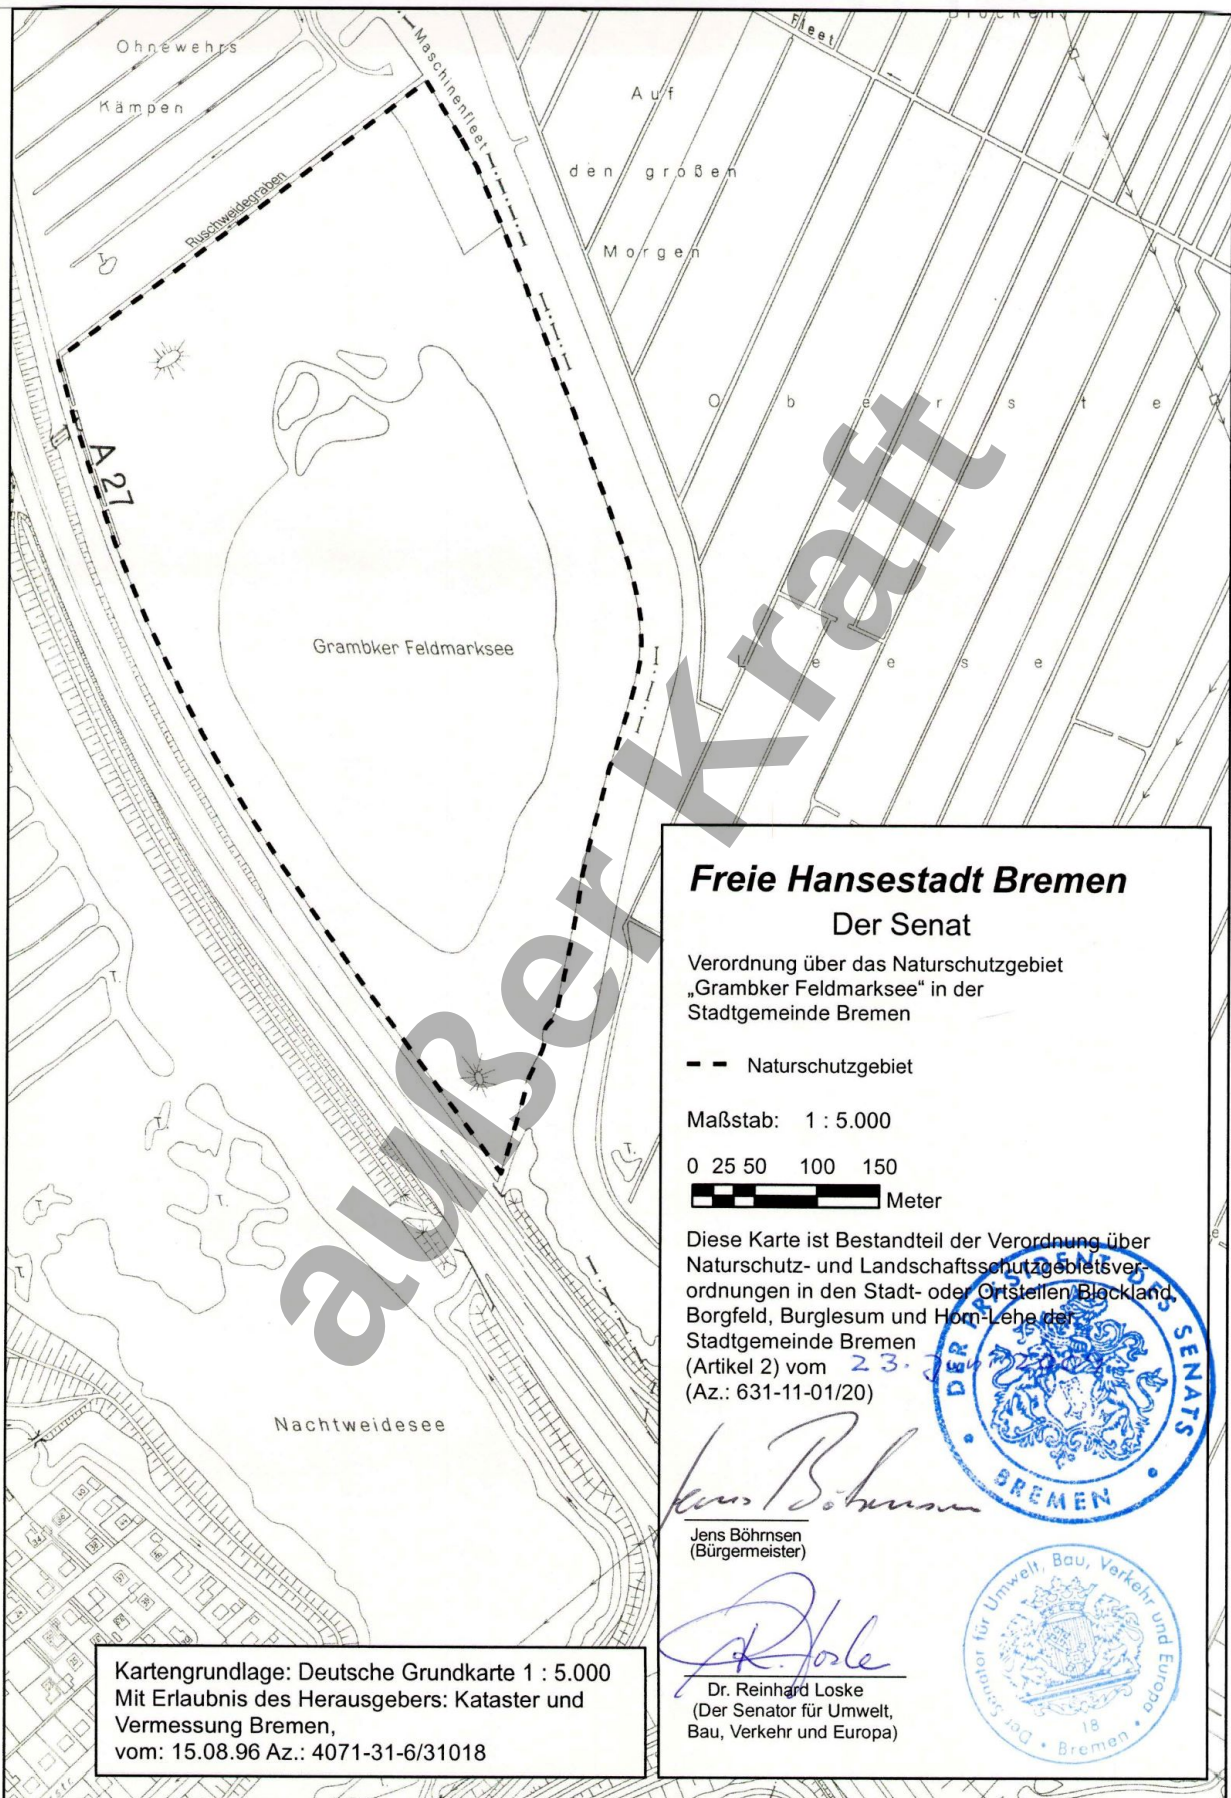 Ohnewehrs
Kämpen
Ruschweidegraben
Maschinenfleet
Fleet
Auf
den großen
Morgen
Oberste
Leese
A 27
Grambker Feldmarksee
Nachtweidesee
T.
T.
T.
T.
T.
T.
T.
außer Kraft
Freie Hansestadt Bremen
Der Senat
Verordnung über das Naturschutzgebiet
„Grambker Feldmarksee“ in der
Stadtgemeinde Bremen
Naturschutzgebiet
Maßstab: 1 : 5.000
0 25 50 100 150
Meter
Diese Karte ist Bestandteil der Verordnung über
Naturschutz- und Landschaftsschutzgebietsver-
ordnungen in den Stadt- oder Ortsteilen Blockland,
Borgfeld, Burglesum und Horn-Lehe der
Stadtgemeinde Bremen
(Artikel 2) vom 23.
(Az.: 631-11-01/20)
DER PRÄSIDENT DES SENATS
BREMEN
Jens Böhrnsen
Jens Böhrnsen
(Bürgermeister)
R. Loske
Dr. Reinhard Loske
(Der Senator für Umwelt,
Bau, Verkehr und Europa)
Der Senator für Umwelt, Bau, Verkehr und Europa
18
Bremen
Kartengrundlage: Deutsche Grundkarte 1 : 5.000
Mit Erlaubnis des Herausgebers: Kataster und
Vermessung Bremen,
vom: 15.08.96 Az.: 4071-31-6/31018